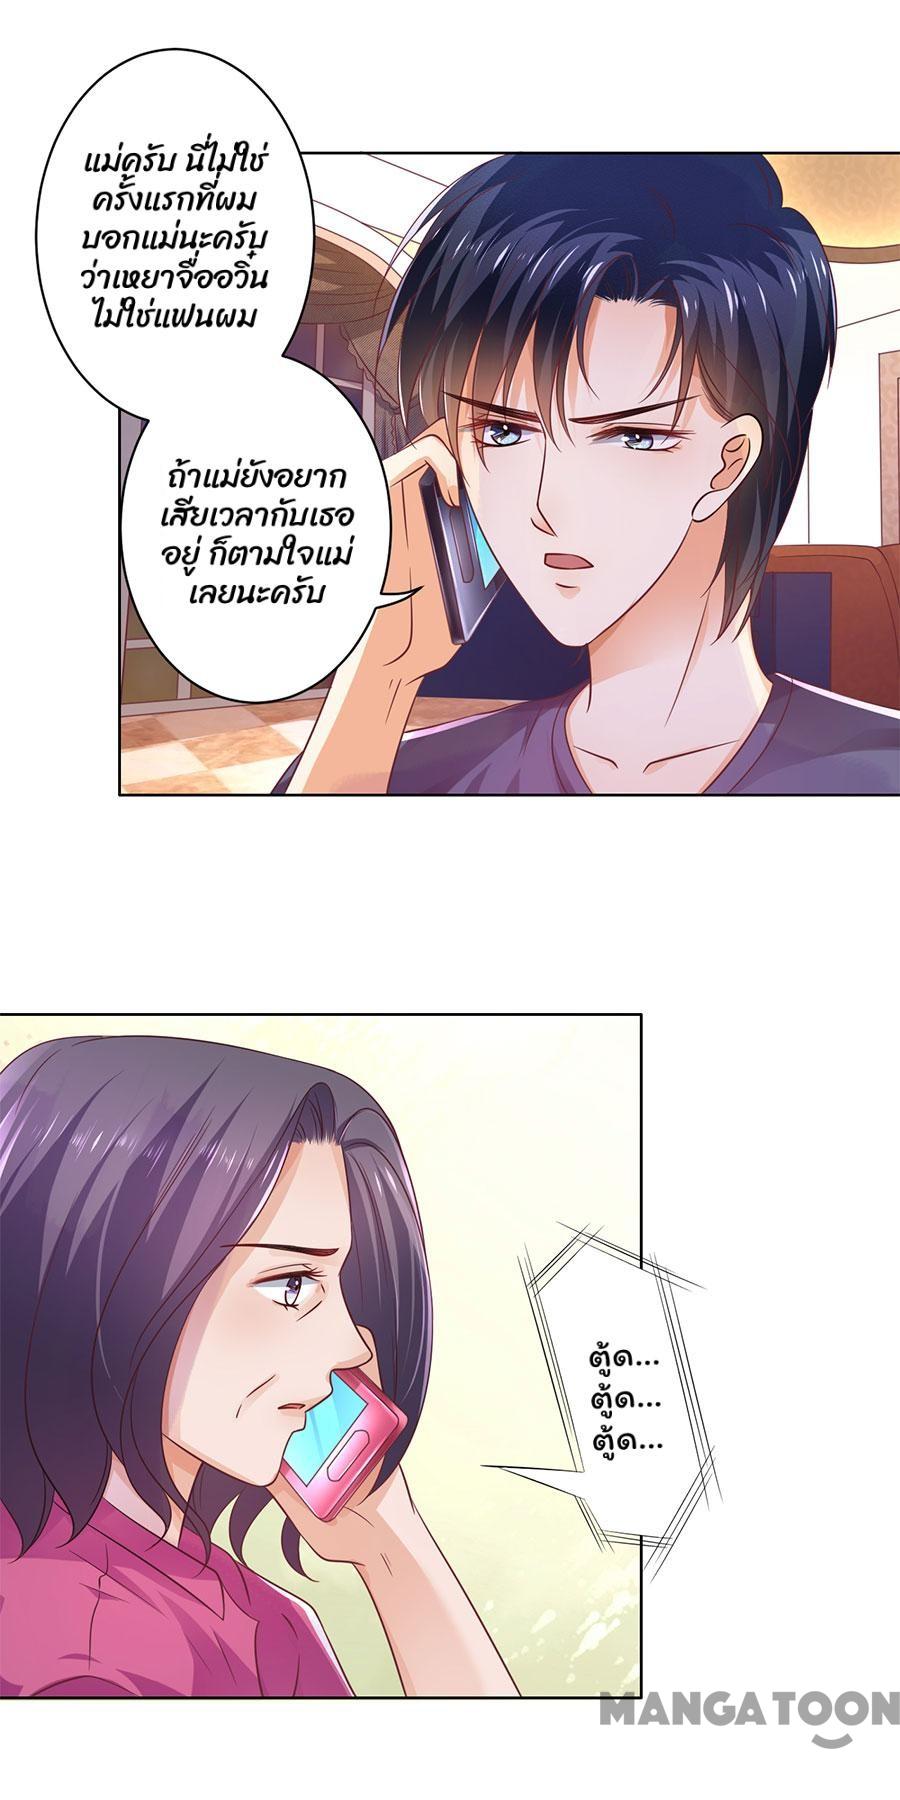 แม่ครับ นี่ไม่ใช่
ครั้งแรกที่ผม
บอกแม่นะครับ
ว่าเหยาจื่ออวิ๋น
ไม่ใช่แฟนผม
ถ้าแม่ยังอยาก
เสียเวลากับเธอ
อยู่ ก็ตามใจแม่
เลยนะครับ
ตู้ด...
ตู้ด...
ตู้ด...
MANGATOON